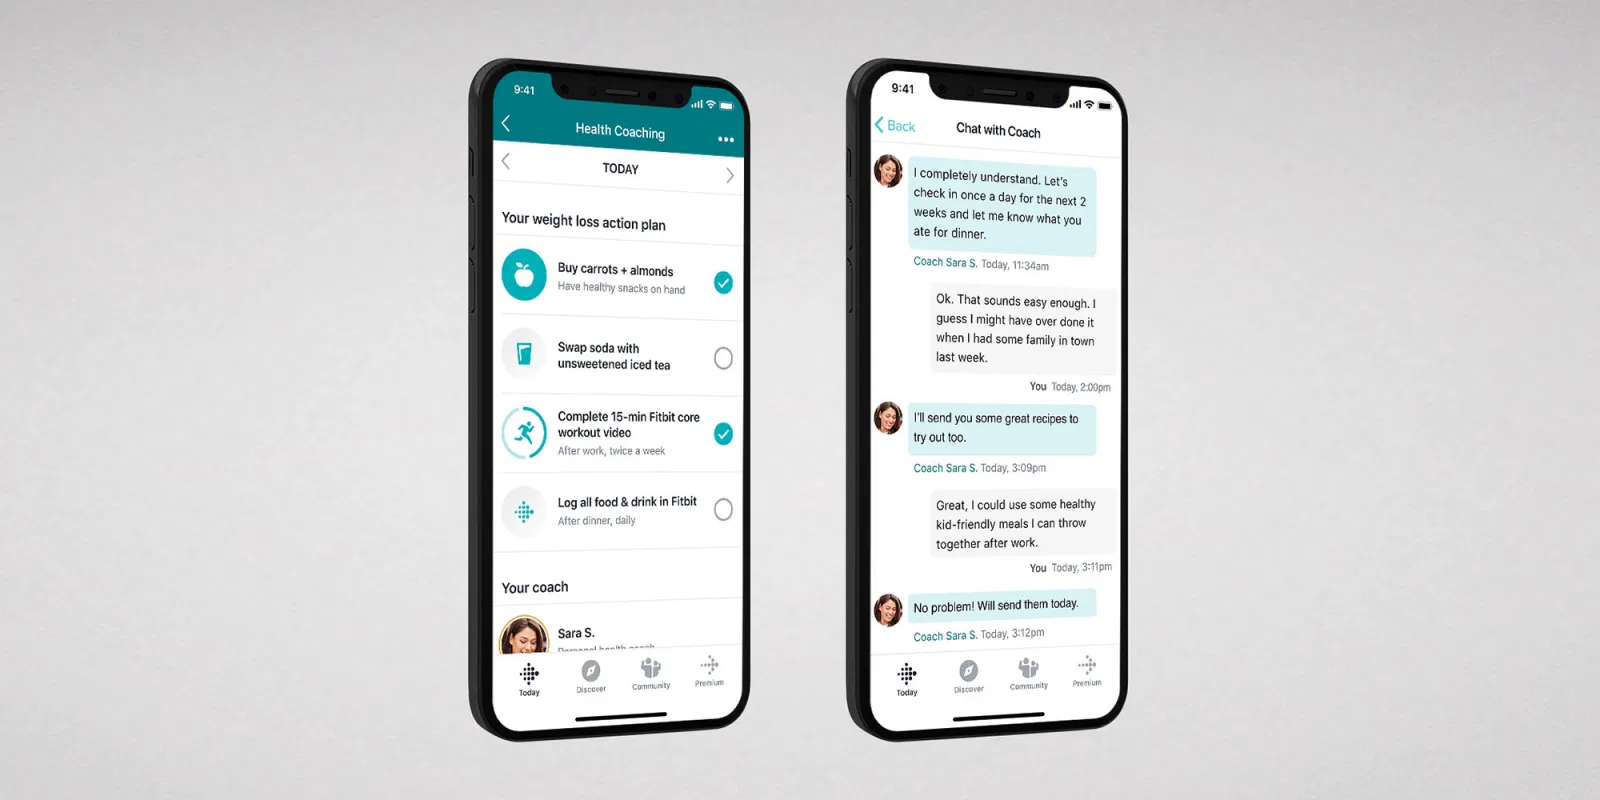 9:41
Health Coaching
TODAY
Your weight loss action plan
Buy carrots + almonds
Have healthy snacks on hand
Swap soda with
unsweetened iced tea
Complete 15-min Fitbit core
workout video
After work, twice a week
Log all food & drink in Fitbit
After dinner, daily
Your coach
Sara S.
Personal health coach
Today
Discover
Community
Premium
9:41
Back
Chat with Coach
I completely understand. Let's
check in once a day for the next 2
weeks and let me know what you
ate for dinner.
Coach Sara S. Today, 11:34am
Ok. That sounds easy enough. I
guess I might have over done it
when I had some family in town
last week.
You Today, 2:00pm
I'll send you some great recipes to
try out too.
Coach Sara S. Today, 3:09pm
Great, I could use some healthy
kid-friendly meals I can throw
together after work.
You Today, 3:11pm
No problem! Will send them today.
Coach Sara S. Today, 3:12pm
Today
Discover
Community
Premium